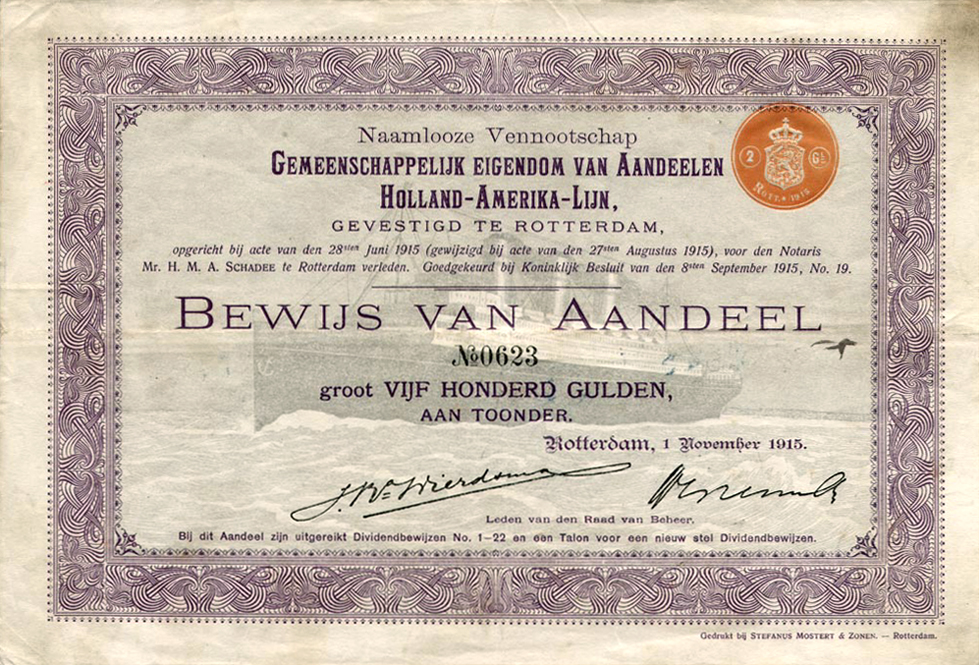 Naamlooze Vennootschap
Gemeenschappelijk eigendom van Aandeelen
Holland-Amerika-Lijn,
GEVESTIGD TE ROTTERDAM,
opgericht bij acte van den 28sten Juni 1915 (gewijzigd bij acte van den 27sten Augustus 1915), voor den Notaris
Mr. H. M. A. SCHADEE te Rotterdam verleden. Goedgekeurd bij Koninklijk Besluit van den 8sten September 1915, No. 19.
2 Gl.
ROTT. 1915
BEWIJS VAN AANDEEL
No 0623
groot VIJF HONDERD GULDEN,
AAN TOONDER.
Rotterdam, 1 November 1915.
Leden van den Raad van Beheer.
Bij dit Aandeel zijn uitgereikt Dividendbewijzen No. 1-22 en een Talon voor een nieuw stel Dividendbewijzen.
Gedrukt bij STEFANUS MOSTERT & ZONEN. — Rotterdam.